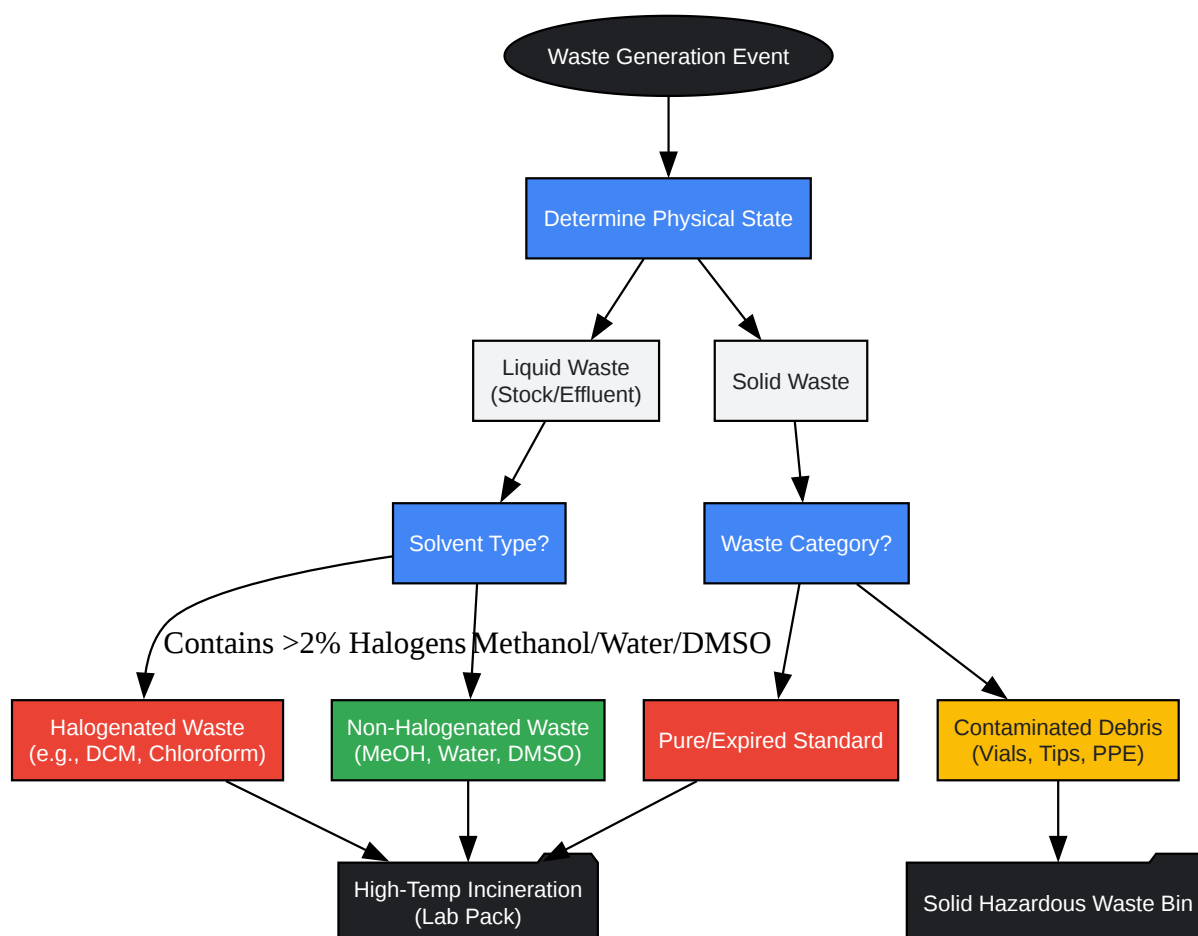 Waste Generation Event
Determine Physical State
Liquid Waste
(Stock/Effluent)
Solid Waste
Solvent Type?
Waste Category?
Contains >2% Halogens
Methanol/Water/DMSO
Halogenated Waste
(e.g., DCM, Chloroform)
Non-Halogenated Waste
(MeOH, Water, DMSO)
Pure/Expired Standard
Contaminated Debris
(Vials, Tips, PPE)
High-Temp Incineration
(Lab Pack)
Solid Hazardous Waste Bin